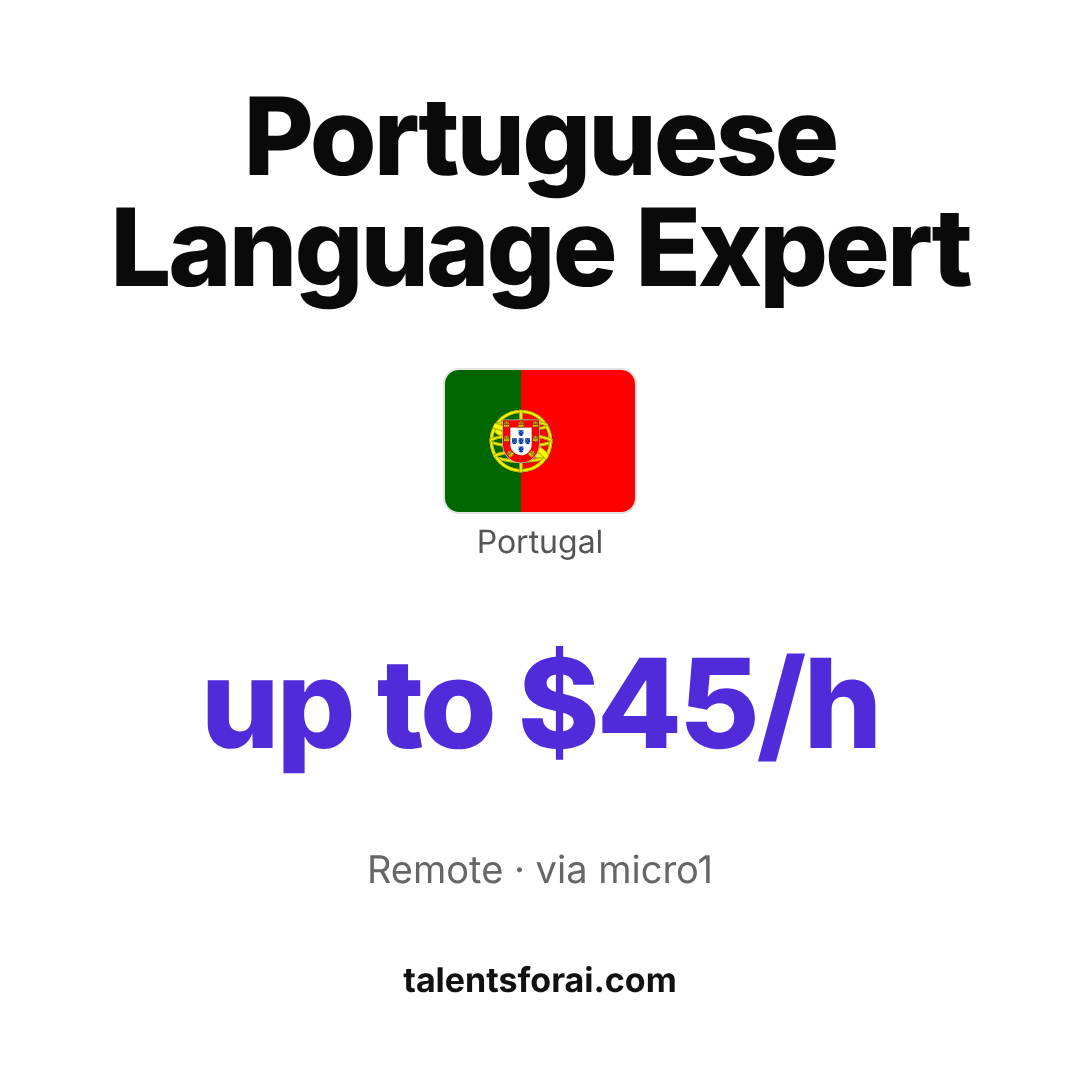 Portuguese
Language Expert
Portugal
up to $45/h
Remote · via micro1
talentsforai.com